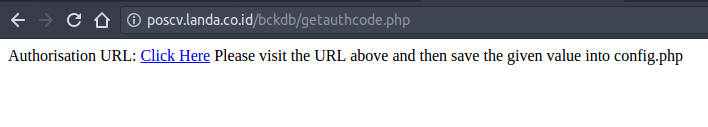 poscv.landa.co.id/bckdb/getauthcode.php
Authorisation URL: Click Here Please visit the URL above and then save the given value into config.php